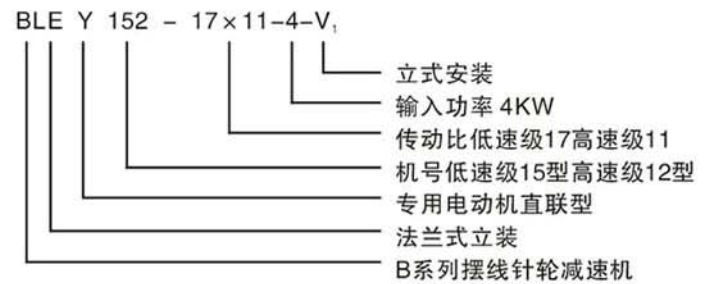 BLE Y 152 - 17×11-4-V₁
立式安装
输入功率 4KW
传动比低速级17高速级11
机号低速级15型高速级12型
专用电动机直联型
法兰式立装
B系列摆线针轮减速机